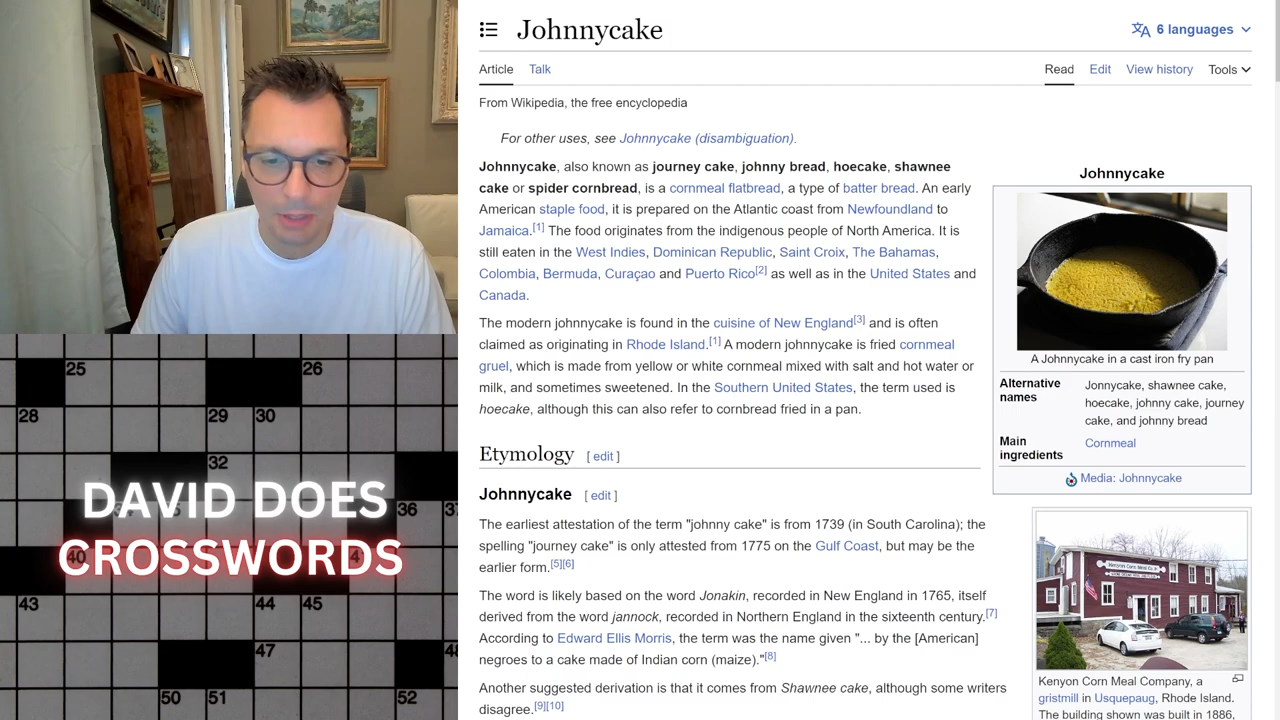 Johnnycake
6 languages
Article Talk
Read Edit View history Tools
From Wikipedia, the free encyclopedia
For other uses, see Johnnycake (disambiguation).
Johnnycake, also known as journey cake, johnny bread, hoecake, shawnee
cake or spider cornbread, is a cornmeal flatbread, a type of batter bread. An early
American staple food, it is prepared on the Atlantic coast from Newfoundland to
Jamaica.[1] The food originates from the indigenous people of North America. It is
still eaten in the West Indies, Dominican Republic, Saint Croix, The Bahamas,
Colombia, Bermuda, Curaçao and Puerto Rico[2] as well as in the United States and
Canada.
The modern johnnycake is found in the cuisine of New England[3] and is often
claimed as originating in Rhode Island.[1] A modern johnnycake is fried cornmeal
gruel, which is made from yellow or white cornmeal mixed with salt and hot water or
milk, and sometimes sweetened. In the Southern United States, the term used is
hoecake, although this can also refer to cornbread fried in a pan.
Johnnycake
A Johnnycake in a cast iron fry pan
Alternative names
Jonnycake, shawnee cake,
hoecake, johnny cake, journey
cake, and johnny bread
Main ingredients
Cornmeal
Media: Johnnycake
Etymology [ edit ]
Johnnycake [ edit ]
The earliest attestation of the term "johnny cake" is from 1739 (in South Carolina); the
spelling "journey cake" is only attested from 1775 on the Gulf Coast, but may be the
earlier form.[5][6]
The word is likely based on the word Jonakin, recorded in New England in 1765, itself
derived from the word jannock, recorded in Northern England in the sixteenth century.[7]
According to Edward Ellis Morris, the term was the name given "... by the [American]
negroes to a cake made of Indian corn (maize)."[8]
Another suggested derivation is that it comes from Shawnee cake, although some writers
disagree.[9][10]
Kenyon Corn Meal Co.
Kenyon Corn Meal Company, a
gristmill in Usquepaug, Rhode Island.
The building shown was built in 1886,
25 26
28 29 30
32
36 37
40
43 44 45
47
50 51 52
DAVID DOES
CROSSWORDS